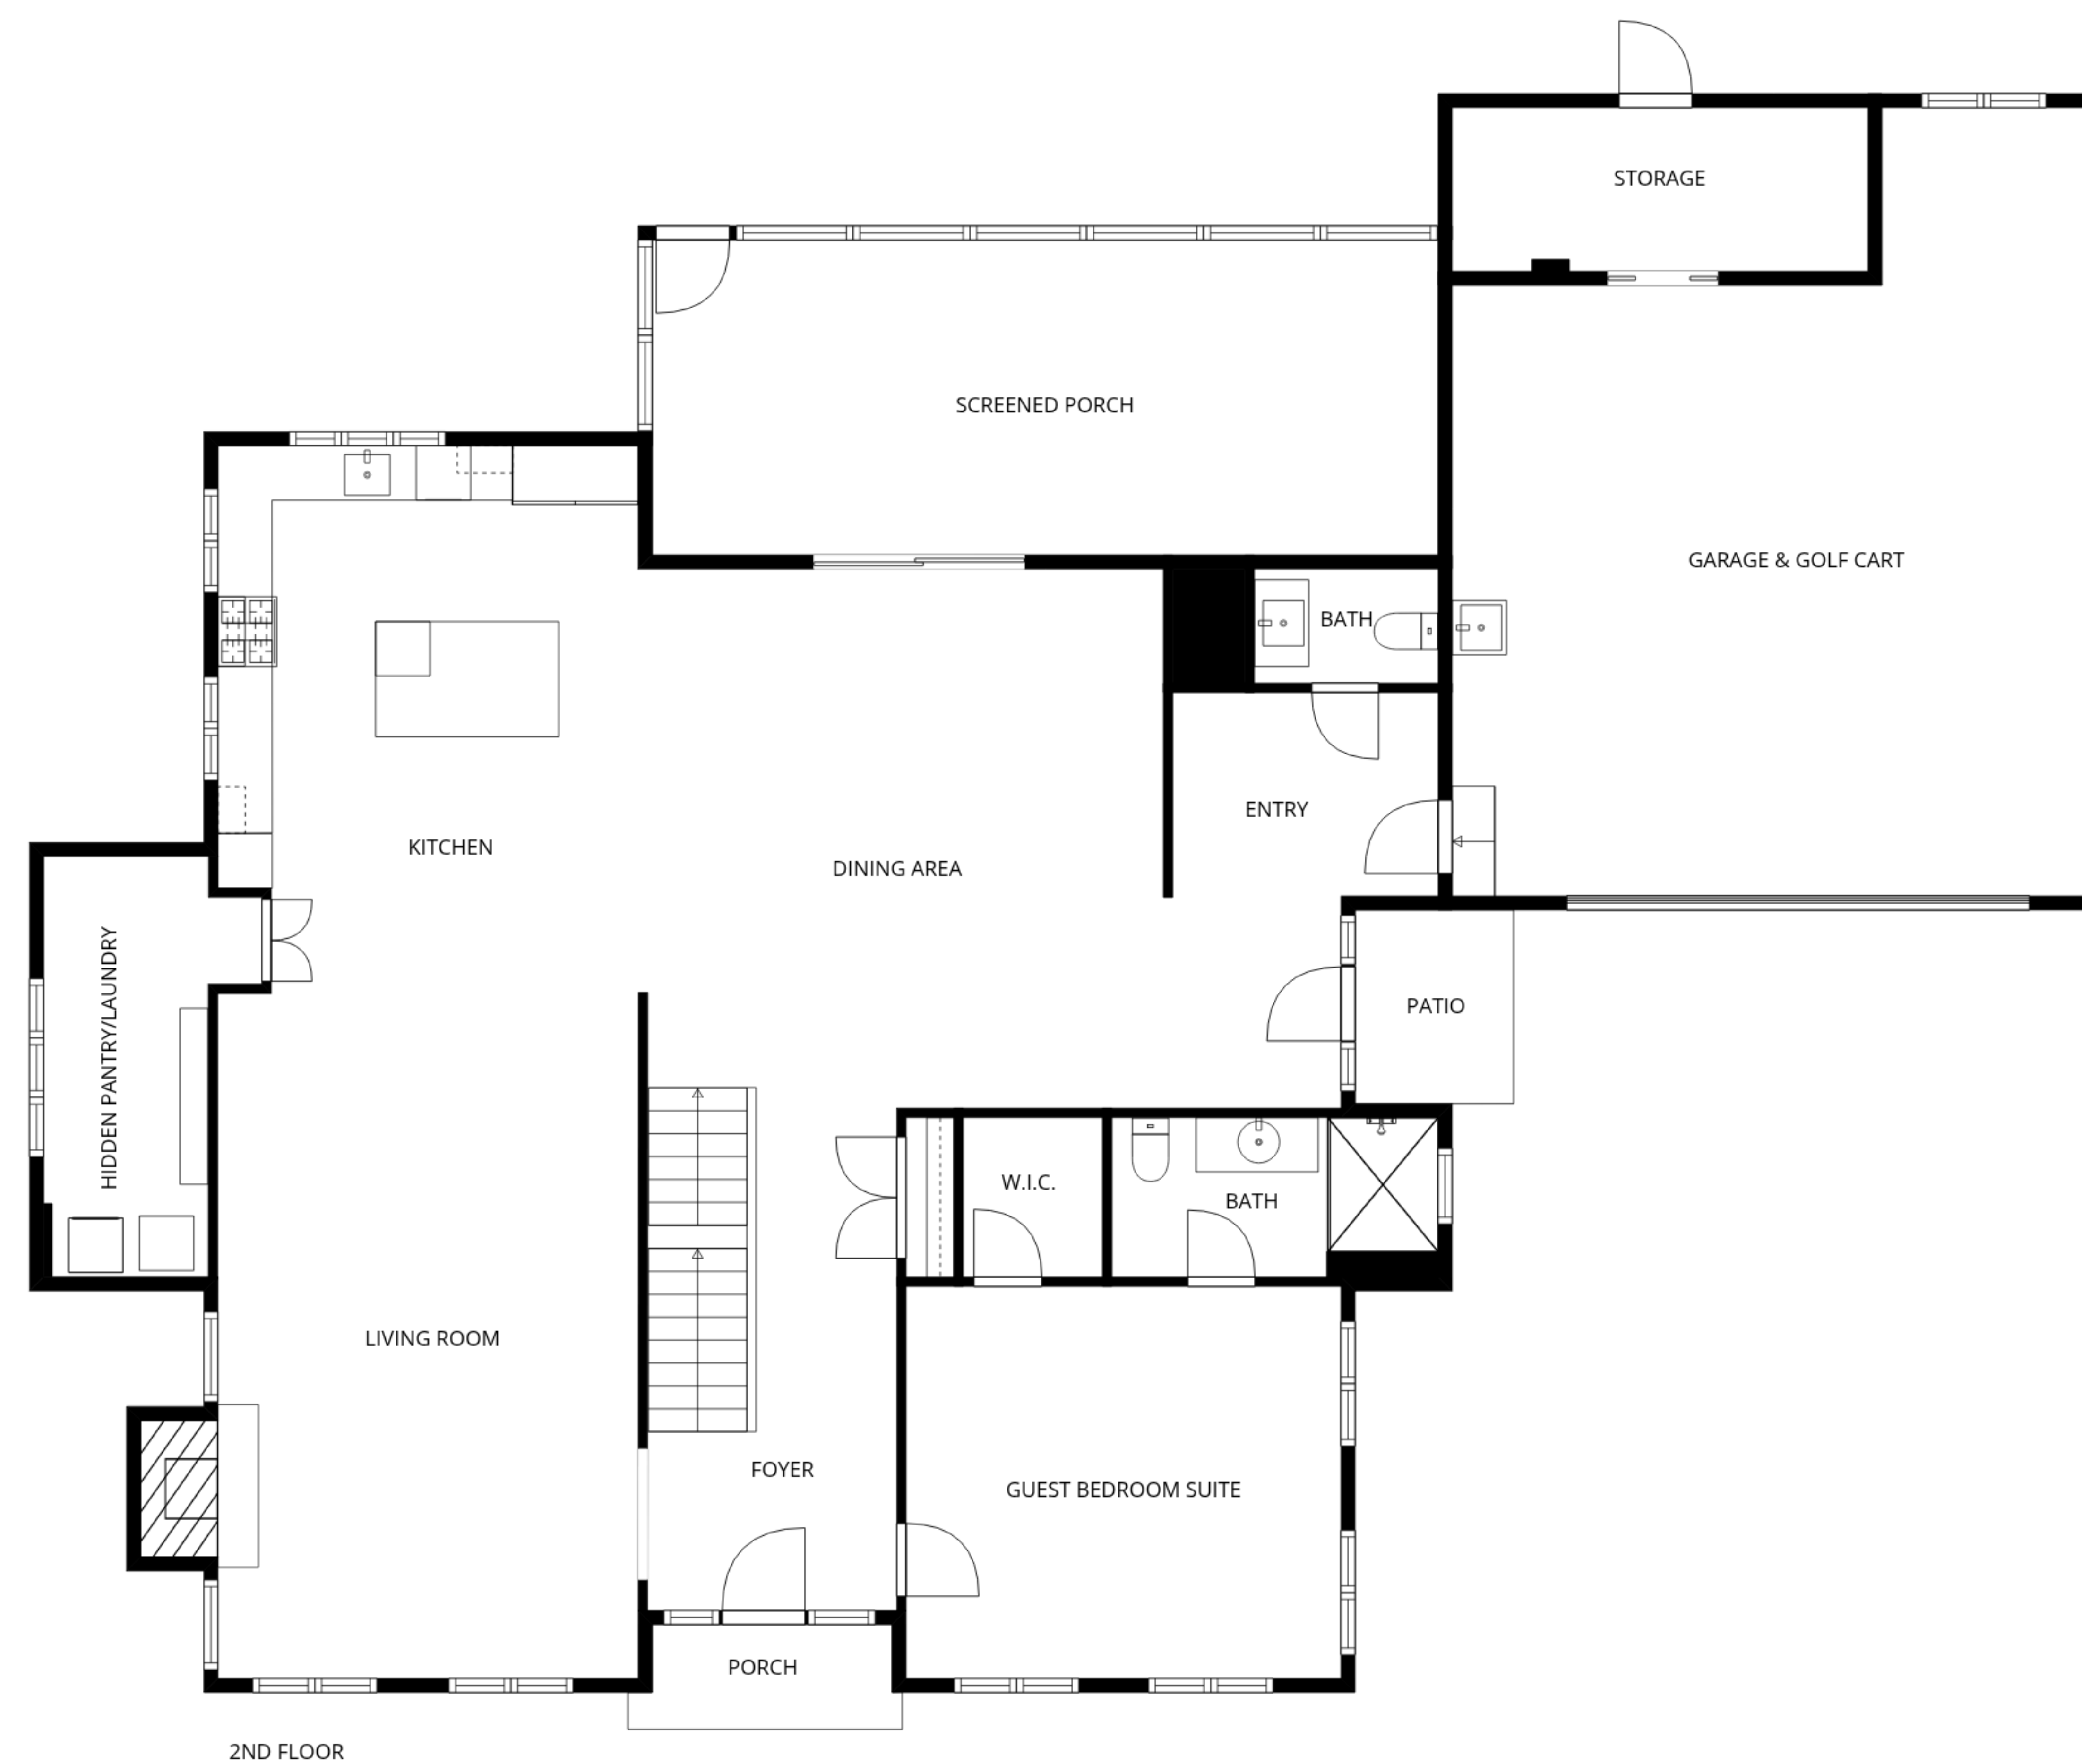 STORAGE
SCREENED PORCH
GARAGE & GOLF CART
BATH
ENTRY
KITCHEN
DINING AREA
HIDDEN PANTRY/LAUNDRY
PATIO
W.I.C.
BATH
LIVING ROOM
FOYER
GUEST BEDROOM SUITE
PORCH
2ND FLOOR